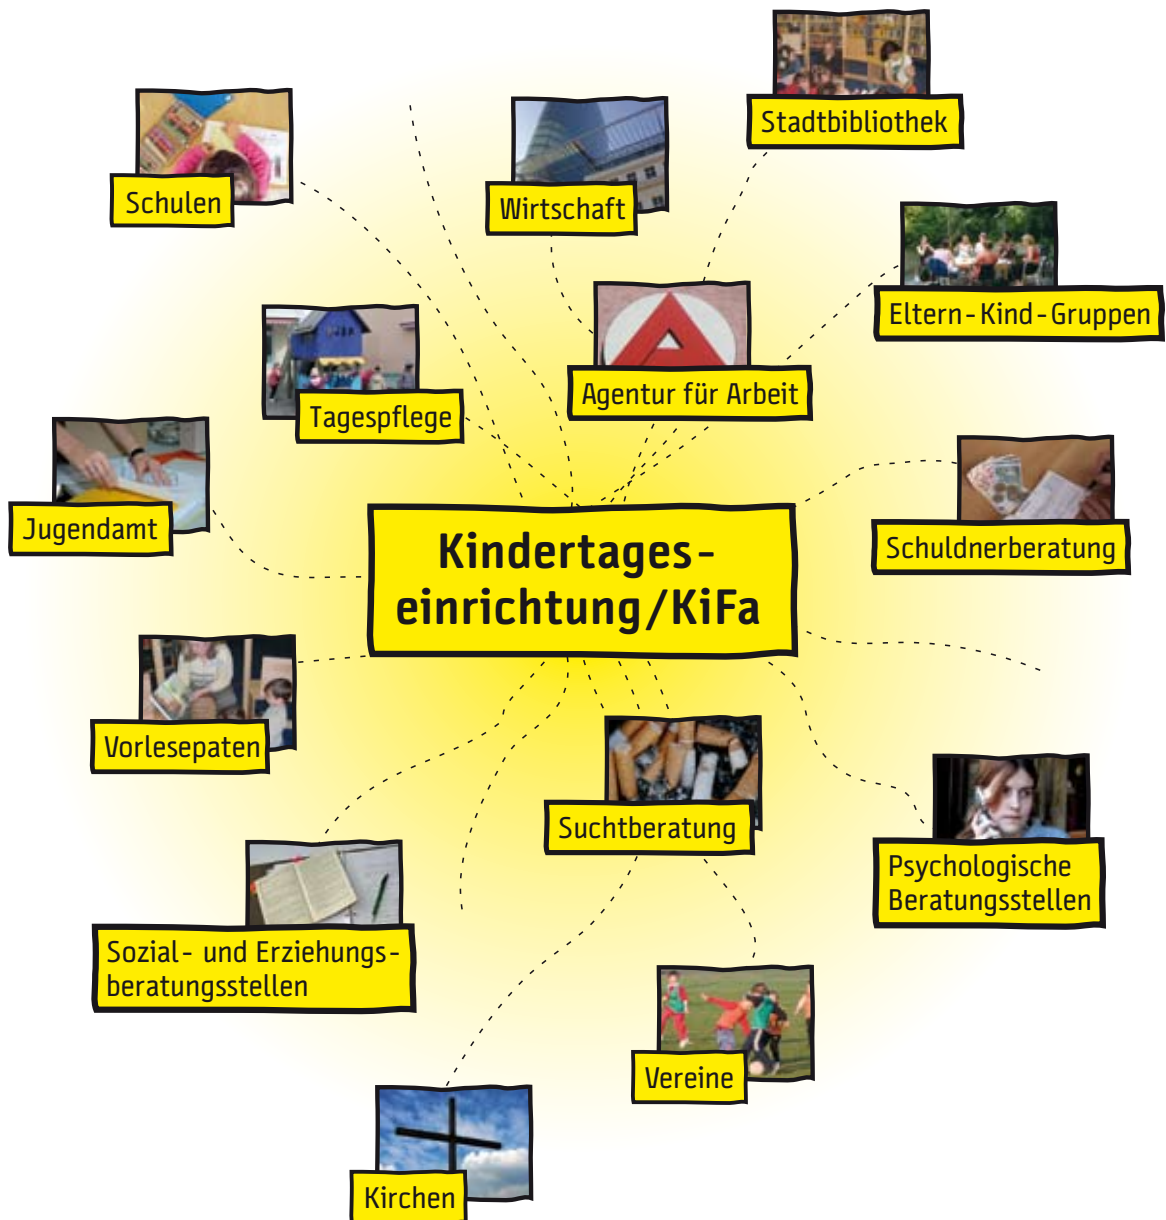 Stadtbibliothek
Schulen
Wirtschaft
Eltern-Kind-Gruppen
Agentur für Arbeit
Tagespflege
Jugendamt
Schuldnerberatung
Kindertages-
einrichtung/KiFa
Vorlesepaten
Suchtberatung
Psychologische
Beratungsstellen
Sozial- und Erziehungs-
beratungsstellen
Vereine
Kirchen